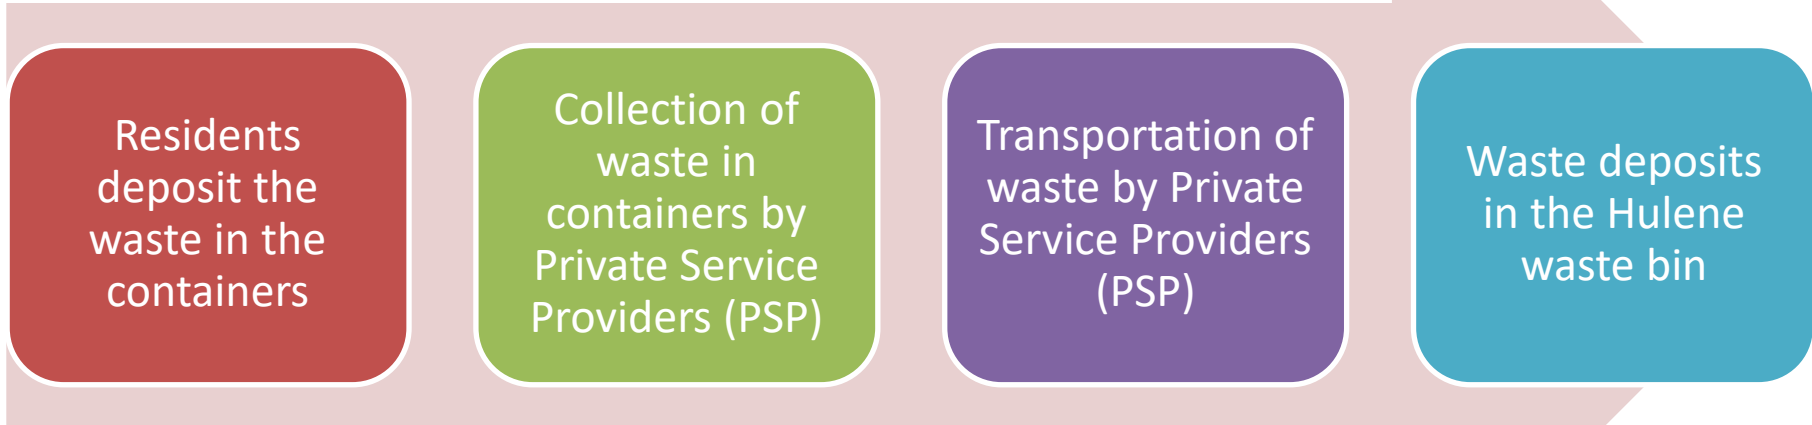 Residents
deposit the
waste in the
containers
Collection of
waste in
containers by
Private Service
Providers (PSP)
Transportation of
waste by Private
Service Providers
(PSP)
Waste deposits
in the Hulene
waste bin